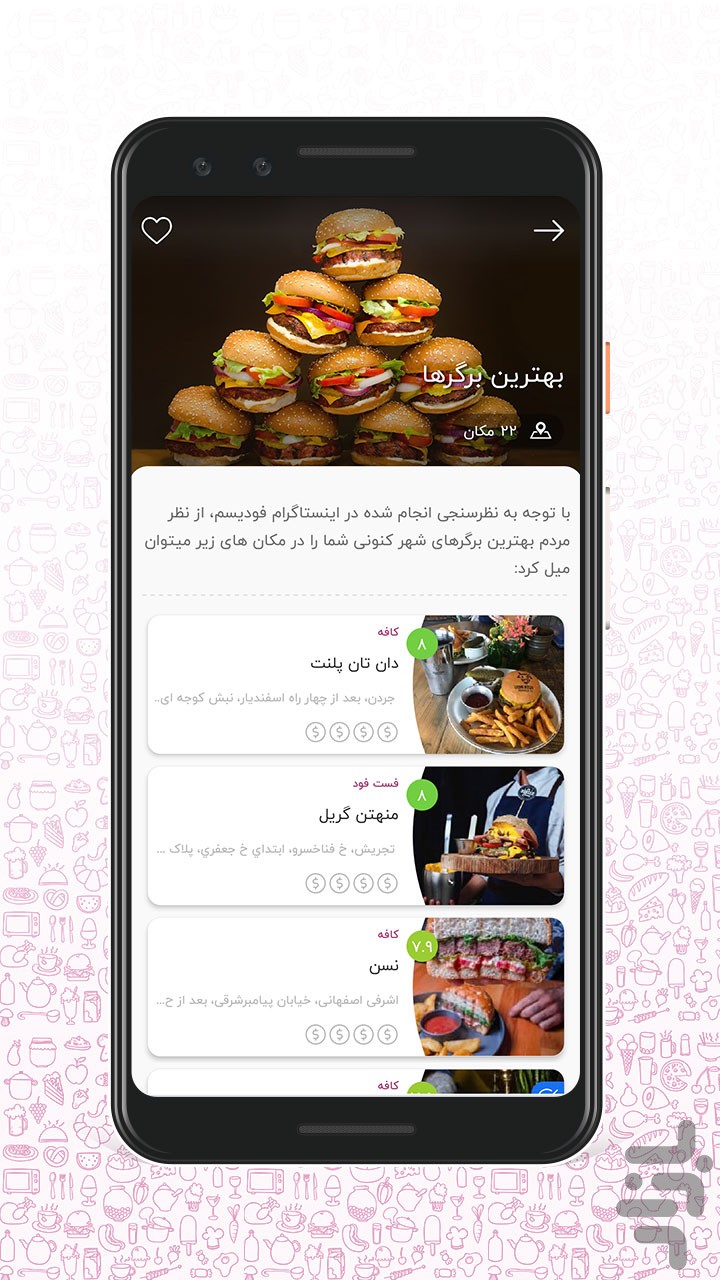 بهترین برگرها
۲۲ مکان
با توجه به نظرسنجی انجام شده در اینستاگرام فودیسم، از نظر
مردم بهترین برگرهای شهر کنونی شما را در مکان های زیر میتوان
میل کرد:
کافه
۸
دان تان پلنت
جردن، بعد از چهار راه اسفندیار، نبش کوچه ای..
فست فود
۸
منهتن گریل
تجریش، خ فناخسرو، ابتداي خ جعفري، پلاک ...
کافه
۷.۹
نسن
اشرفی اصفهانی، خیابان پیامبرشرقی، بعد از ح...
کافه
بازار